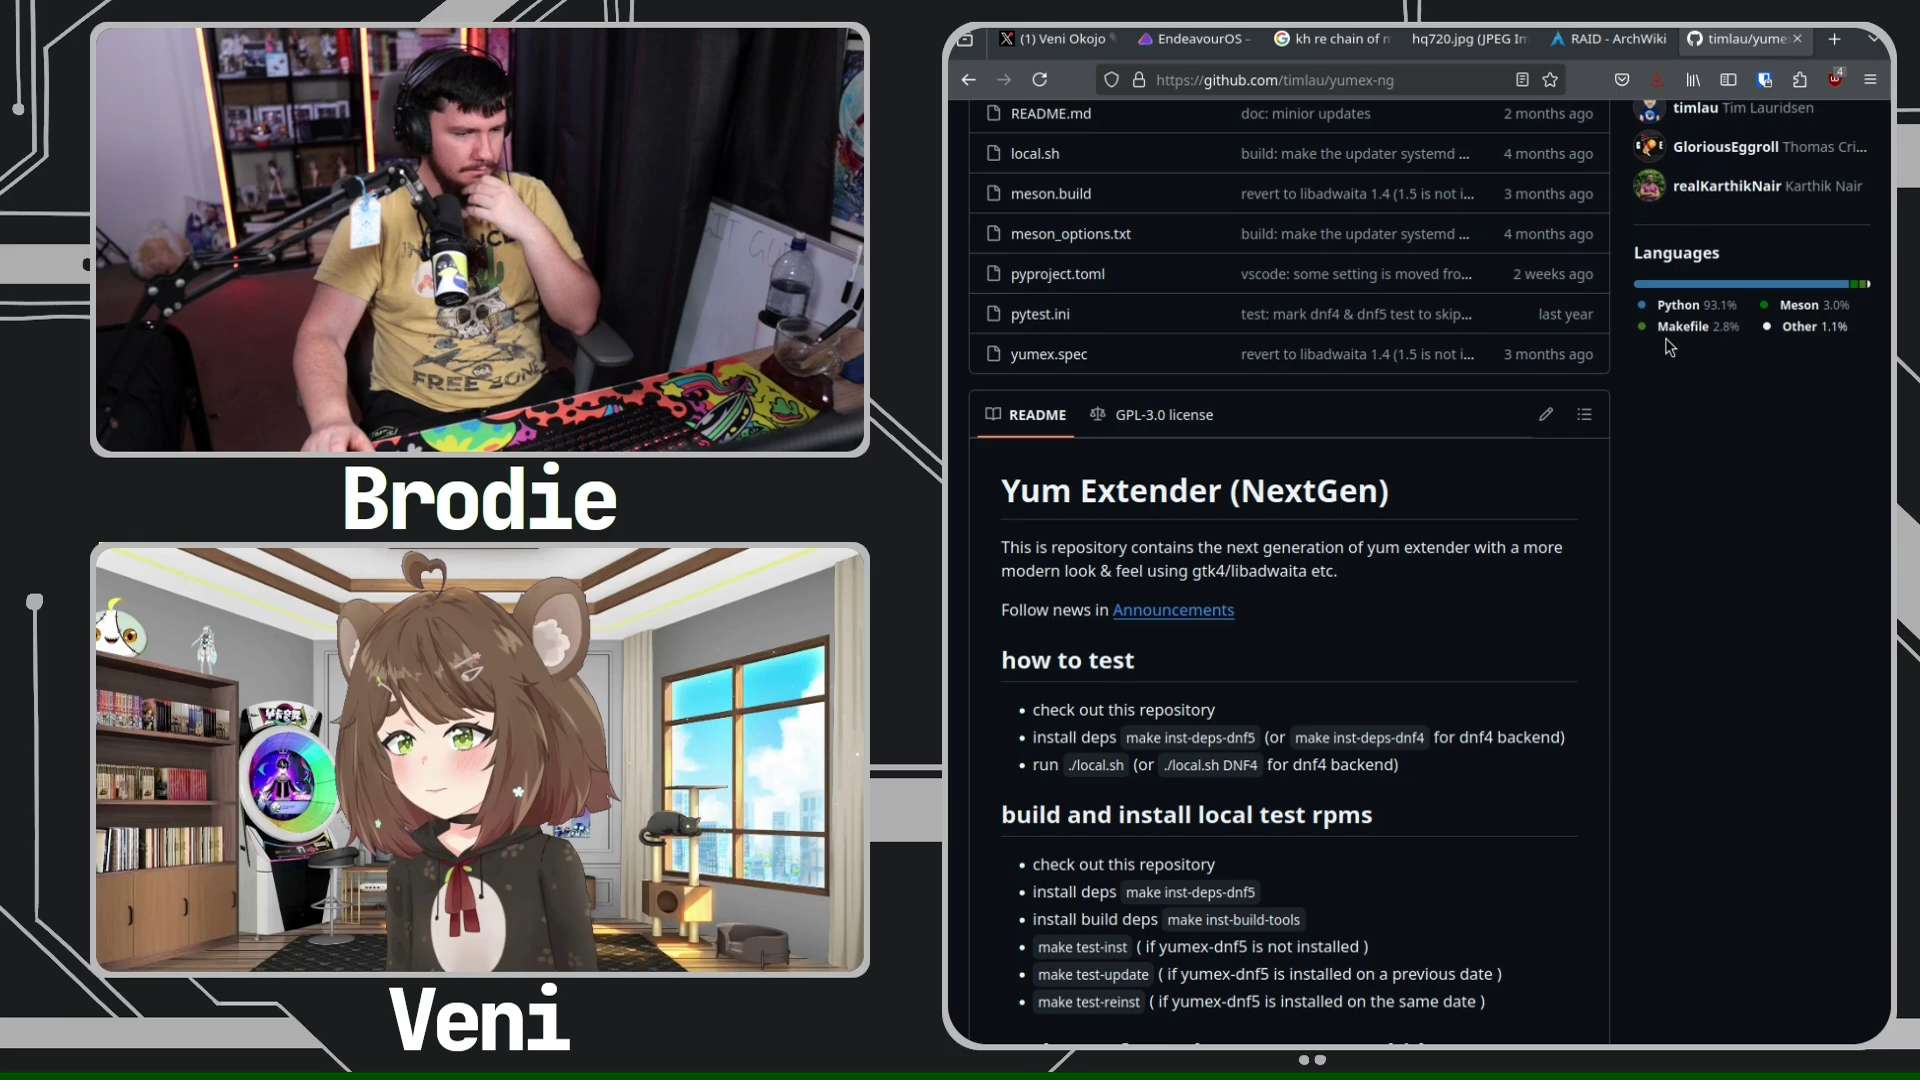 (1) Veni Okojo
EndeavourOS -
kh re chain of m
hq720.jpg (JPEG Im
RAID - ArchWiki
timlau/yume
https://github.com/timlau/yumex-ng
4
README.md doc: minior updates 2 months ago
local.sh build: make the updater systemd ... 4 months ago
meson.build revert to libadwaita 1.4 (1.5 is not i... 3 months ago
meson_options.txt build: make the updater systemd ... 4 months ago
pyproject.toml vscode: some setting is moved fro... 2 weeks ago
pytest.ini test: mark dnf4 & dnf5 test to skip... last year
yumex.spec revert to libadwaita 1.4 (1.5 is not i... 3 months ago
timlau Tim Lauridsen
GloriousEggroll Thomas Cri...
realKarthikNair Karthik Nair
Languages
Python 93.1% Meson 3.0%
Makefile 2.8% Other 1.1%
README GPL-3.0 license
Yum Extender (NextGen)
This is repository contains the next generation of yum extender with a more
modern look & feel using gtk4/libadwaita etc.
Follow news in Announcements
how to test
check out this repository
install deps make inst-deps-dnf5 (or make inst-deps-dnf4 for dnf4 backend)
run ./local.sh (or ./local.sh DNF4 for dnf4 backend)
build and install local test rpms
check out this repository
install deps make inst-deps-dnf5
install build deps make inst-build-tools
make test-inst ( if yumex-dnf5 is not installed )
make test-update ( if yumex-dnf5 is installed on a previous date )
make test-reinst ( if yumex-dnf5 is installed on the same date )
FREE ZONE
Brodie
Veni